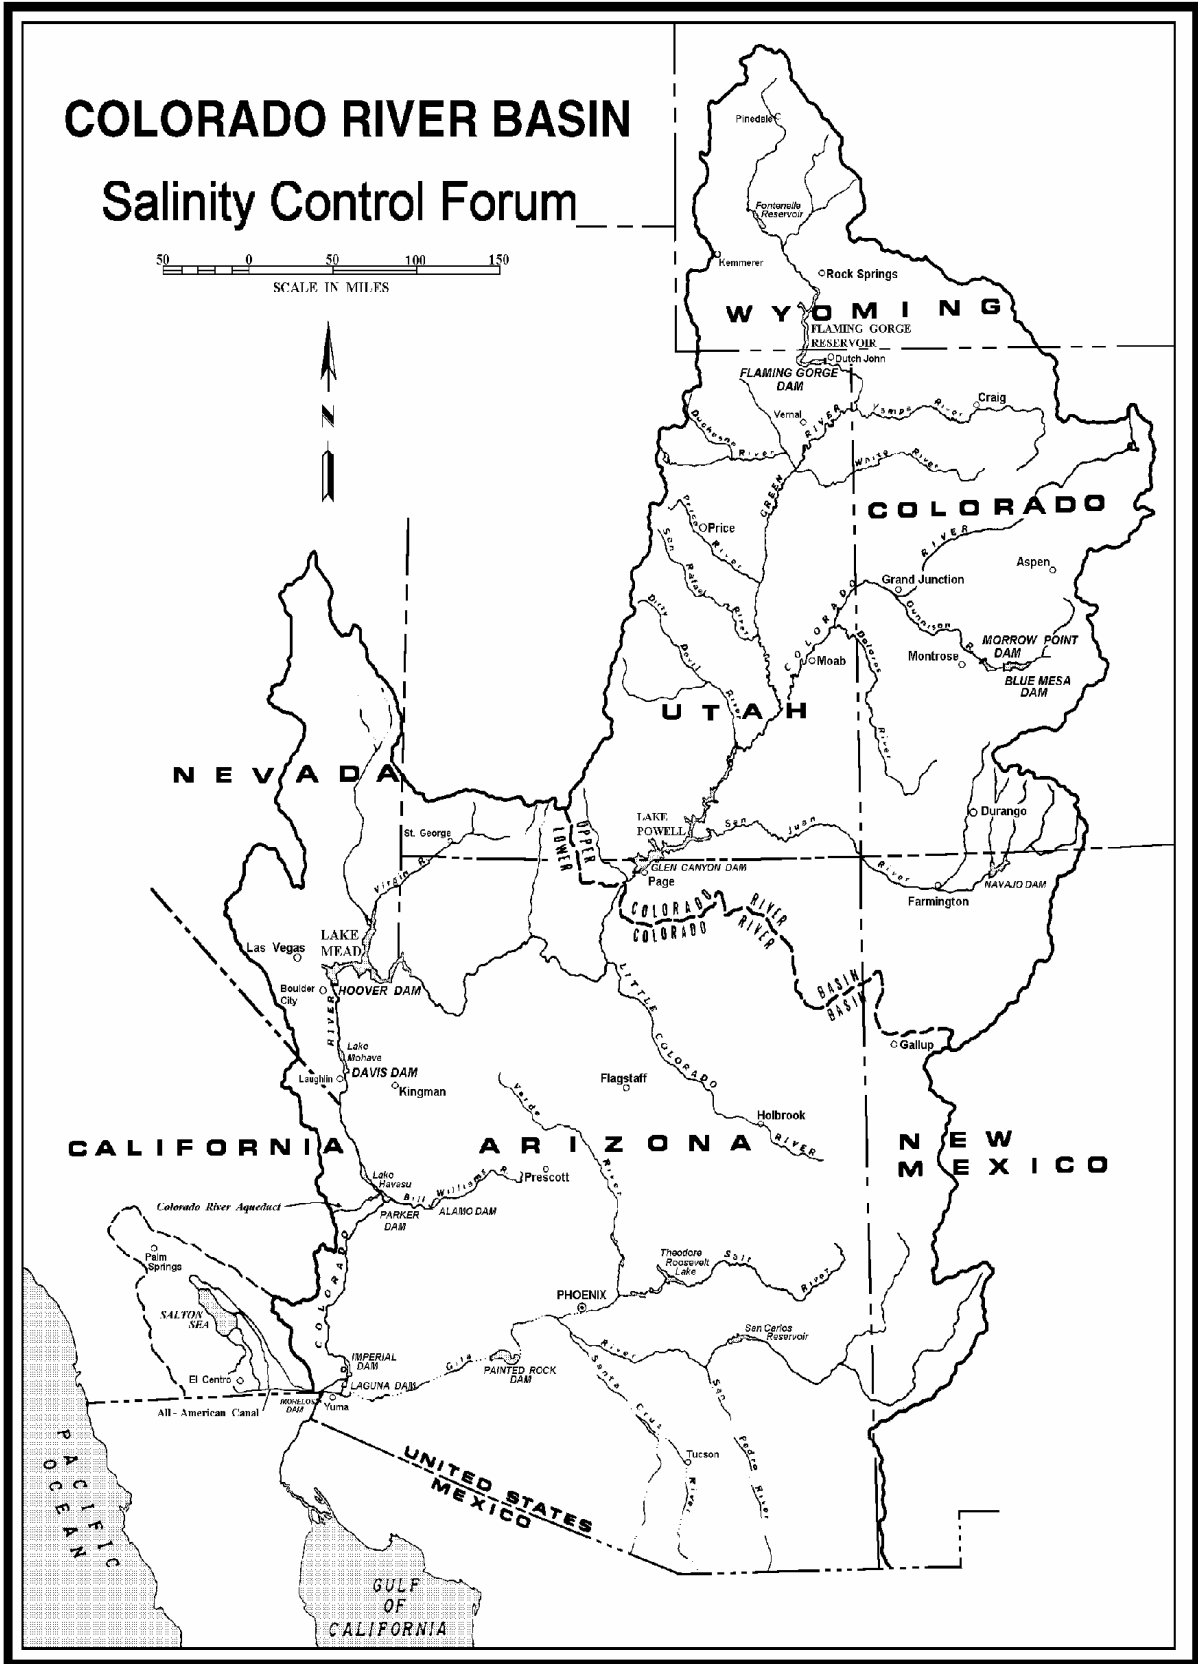 COLORADO RIVER BASIN
Salinity Control Forum
50 0 50 100 150
SCALE IN MILES
N
Pinedale
Fontenelle
Reservoir
Kemmerer
Rock Springs
WYOMING
FLAMING GORGE
RESERVOIR
Dutch John
FLAMING GORGE
DAM
Craig
Vernal
Yampa River
Duchesne River
GREEN RIVER
White River
COLORADO
Price River
Price
San Rafael River
Dirty Devil River
COLORADO RIVER
Aspen
Grand Junction
Gunnison R.
MORROW POINT
DAM
Montrose
BLUE MESA
DAM
Moab
Dolores River
UTAH
NEVADA
St. George
Virgin R.
UPPER
LOWER
LAKE
POWELL
San Juan River
Durango
GLEN CANYON DAM
Page
NAVAJO DAM
Farmington
COLORADO RIVER BASIN
COLORADO RIVER BASIN
Las Vegas
LAKE
MEAD
Boulder
City
HOOVER DAM
RIVER
LITTLE COLORADO RIVER
Gallup
Lake
Mohave
DAVIS DAM
Laughlin
Kingman
Flagstaff
Verde River
Holbrook
CALIFORNIA
ARIZONA
NEW
MEXICO
Lake
Havasu
Bill Williams R.
Prescott
Colorado River Aqueduct
PARKER
DAM
ALAMO DAM
COLORADO
Palm
Springs
Theodore
Roosevelt
Lake
Salt River
PHOENIX
SALTON
SEA
San Carlos
Reservoir
IMPERIAL
DAM
Gila River
PAINTED ROCK
DAM
El Centro
LAGUNA DAM
MORELOS
DAM
Yuma
All-American Canal
Santa Cruz River
San Pedro River
Tucson
UNITED STATES
MEXICO
PACIFIC
OCEAN
GULF
OF
CALIFORNIA